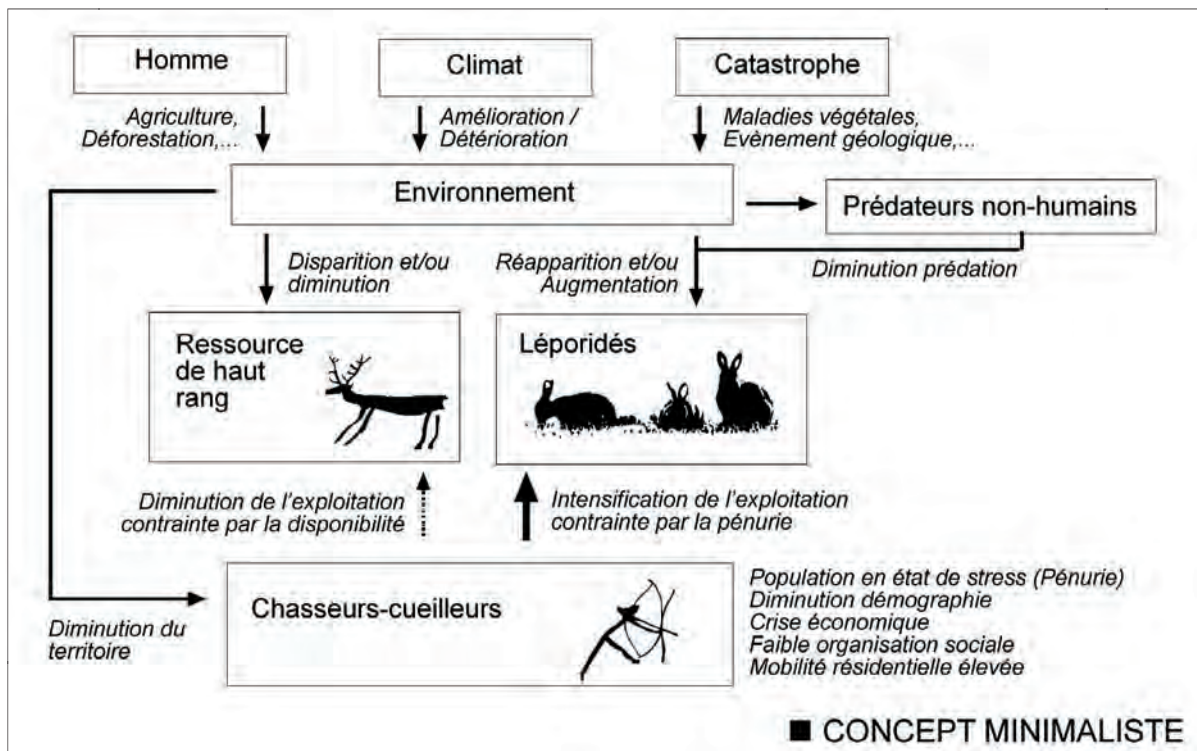 Homme
Climat
Catastrophe
Agriculture,
Déforestation,...
Amélioration /
Détérioration
Maladies végétales,
Evènement géologique,...
Environnement
Prédateurs non-humains
Disparition et/ou
diminution
Réapparition et/ou
Augmentation
Diminution prédation
Ressource
de haut
rang
Léporidés
Diminution de l'exploitation
contrainte par la disponibilité
Intensification de l'exploitation
contrainte par la pénurie
Chasseurs-cueilleurs
Population en état de stress (Pénurie)
Diminution démographie
Crise économique
Faible organisation sociale
Mobilité résidentielle élevée
Diminution du
territoire
■ CONCEPT MINIMALISTE